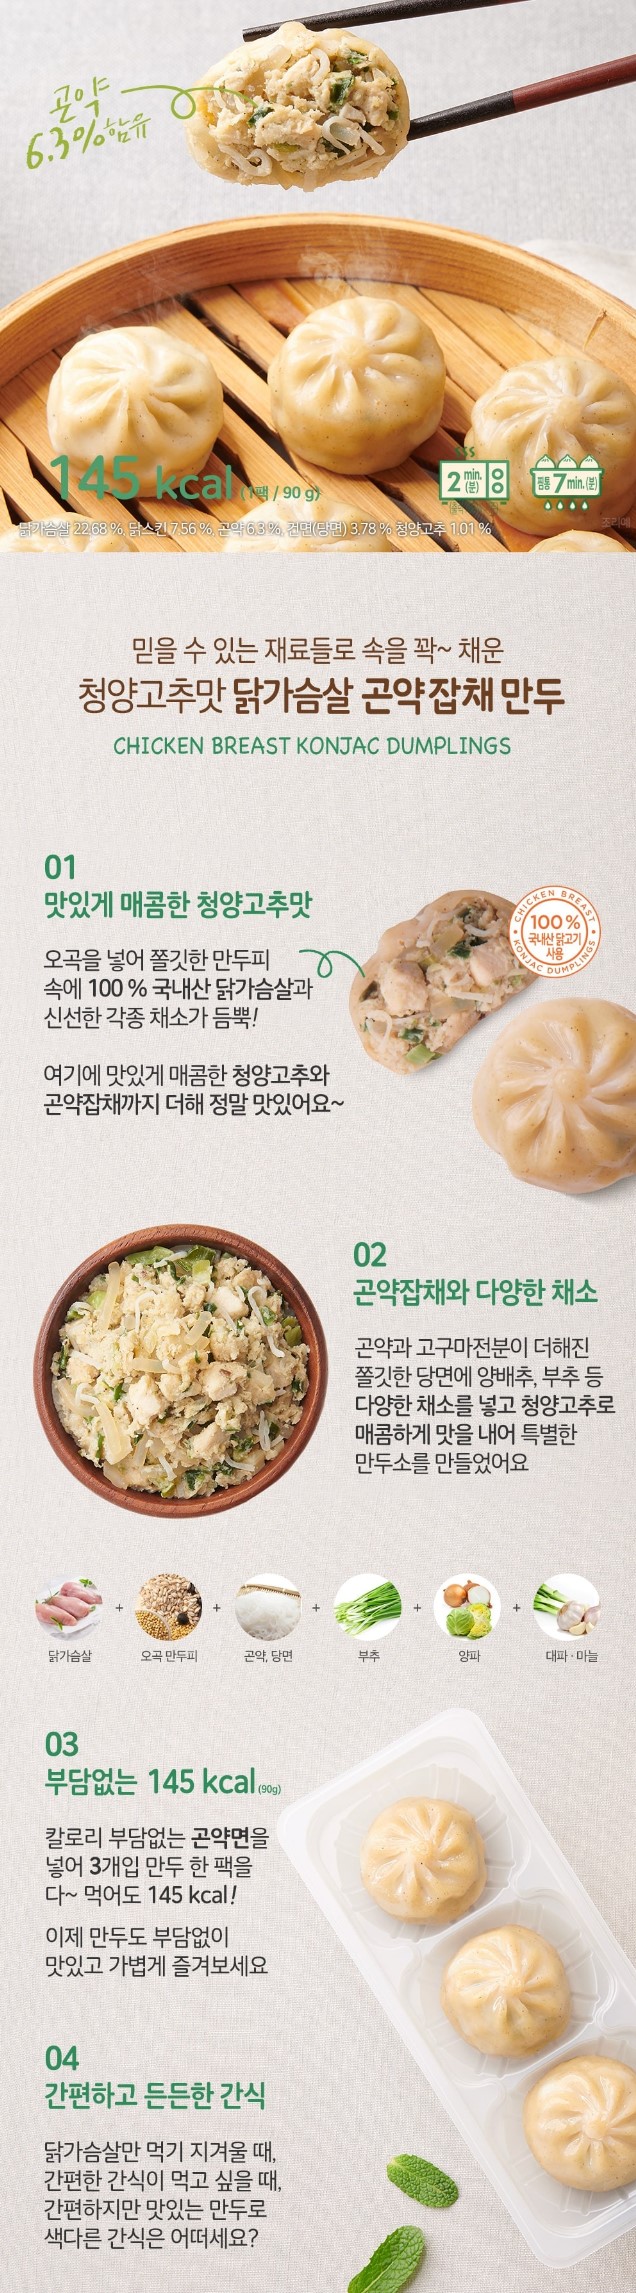 곤약
6.3%함유
145 kcal (1팩 / 90 g)
2 min.(분)
찜통 7 min.(분)
닭가슴살 22.68 %, 닭스킨 7.56 %, 곤약 6.3 %, 건면(당면) 3.78 % 청양고추 1.01 %
조리예
믿을 수 있는 재료들로 속을 꽉~ 채운
청양고추맛 닭가슴살 곤약잡채 만두
CHICKEN BREAST KONJAC DUMPLINGS
01
맛있게 매콤한 청양고추맛
오곡을 넣어 쫄깃한 만두피
속에 100 % 국내산 닭가슴살과
신선한 각종 채소가 듬뿍!
여기에 맛있게 매콤한 청양고추와
곤약잡채까지 더해 정말 맛있어요~
CHICKEN BREAST
100 %
국내산 닭고기
사용
KONJAC DUMPLINGS
02
곤약잡채와 다양한 채소
곤약과 고구마전분이 더해진
쫄깃한 당면에 양배추, 부추 등
다양한 채소를 넣고 청양고추로
매콤하게 맛을 내어 특별한
만두소를 만들었어요
닭가슴살 + 오곡 만두피 + 곤약, 당면 + 부추 + 양파 + 대파 · 마늘
03
부담없는 145 kcal (90g)
칼로리 부담없는 곤약면을
넣어 3개입 만두 한 팩을
다~ 먹어도 145 kcal!
이제 만두도 부담없이
맛있고 가볍게 즐겨보세요
04
간편하고 든든한 간식
닭가슴살만 먹기 지겨울 때,
간편한 간식이 먹고 싶을 때,
간편하지만 맛있는 만두로
색다른 간식은 어떠세요?